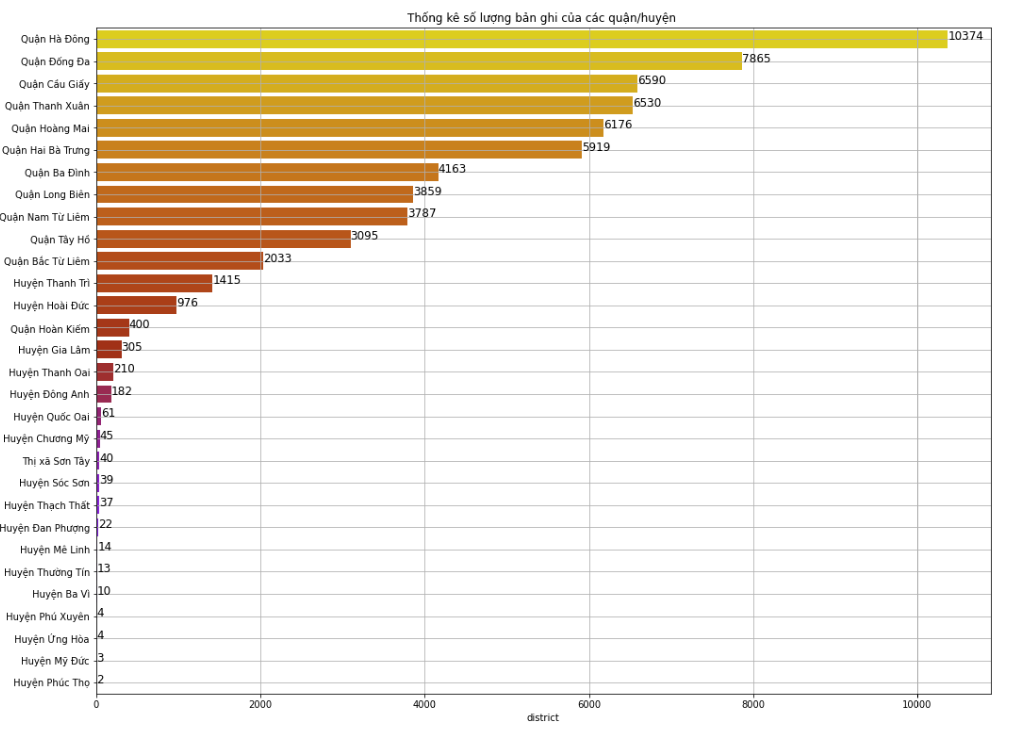 Thống kê số lượng bản ghi của các quận/huyện
Quận Hà Đông 10374
Quận Đống Đa 7865
Quận Cầu Giấy 6590
Quận Thanh Xuân 6530
Quận Hoàng Mai 6176
Quận Hai Bà Trưng 5919
Quận Ba Đình 4163
Quận Long Biên 3859
Quận Nam Từ Liêm 3787
Quận Tây Hồ 3095
Quận Bắc Từ Liêm 2033
Huyện Thanh Trì 1415
Huyện Hoài Đức 976
Quận Hoàn Kiếm 400
Huyện Gia Lâm 305
Huyện Thanh Oai 210
Huyện Đông Anh 182
Huyện Quốc Oai 61
Huyện Chương Mỹ 45
Thị xã Sơn Tây 40
Huyện Sóc Sơn 39
Huyện Thạch Thất 37
Huyện Đan Phượng 22
Huyện Mê Linh 14
Huyện Thường Tín 13
Huyện Ba Vì 10
Huyện Phú Xuyên 4
Huyện Ứng Hòa 4
Huyện Mỹ Đức 3
Huyện Phúc Thọ 2
0 2000 4000 6000 8000 10000
district